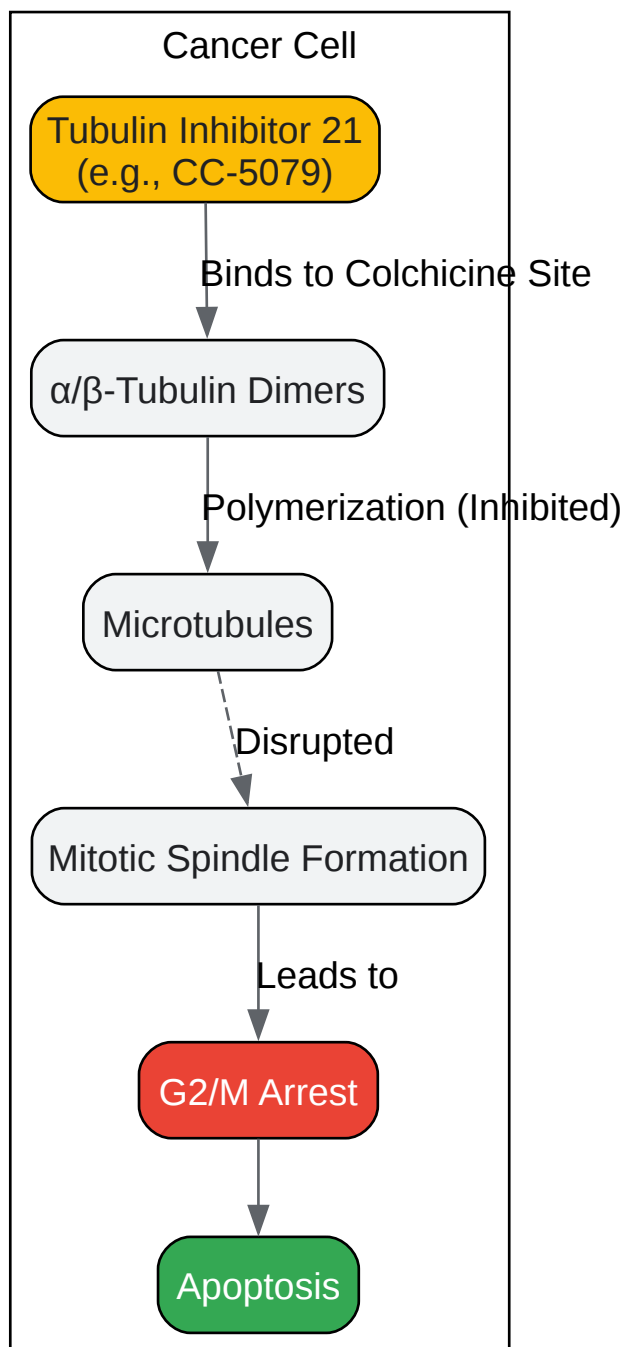 Cancer Cell
Tubulin Inhibitor 21
(e.g., CC-5079)
Binds to Colchicine Site
α/β-Tubulin Dimers
Polymerization (Inhibited)
Microtubules
Disrupted
Mitotic Spindle Formation
Leads to
G2/M Arrest
Apoptosis